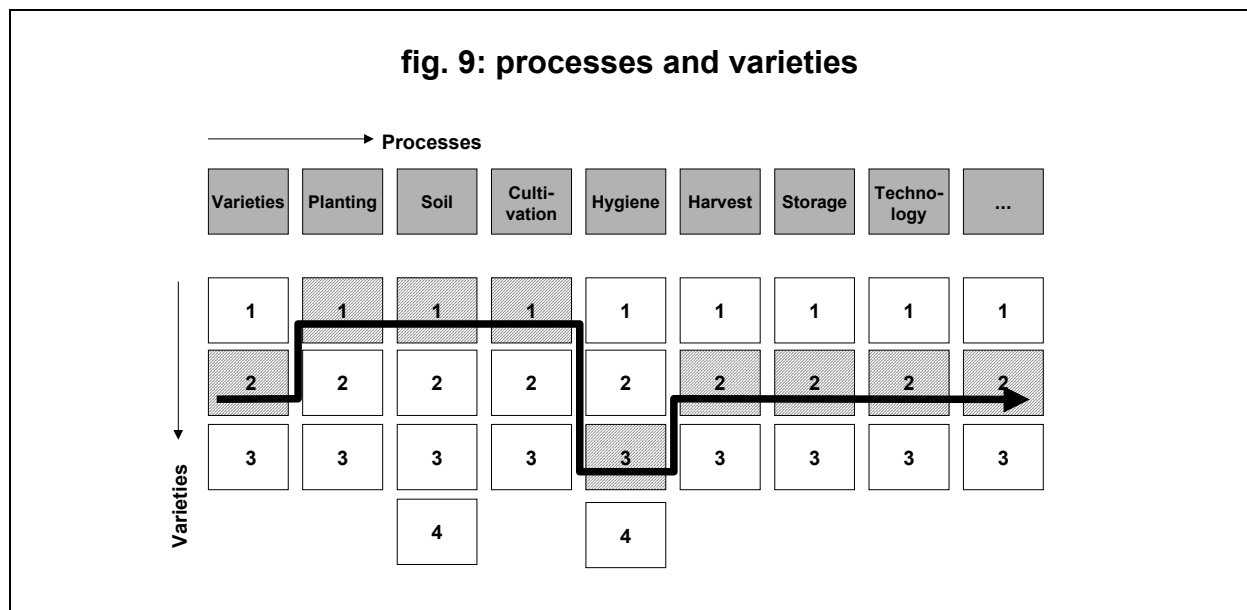 fig. 9: processes and varieties
Processes
Varieties Planting Soil Culti-
vation Hygiene Harvest Storage Techno-
logy ...
1 1 1 1 1 1 1 1 1
2 2 2 2 2 2 2 2 2
3 3 3 3 3 3 3 3 3
4 4
Varieties